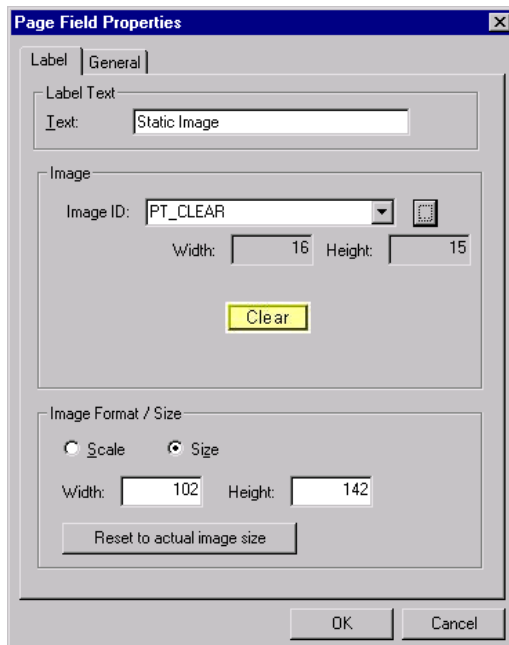 Page Field Properties
Label General
Label Text
Text: Static Image
Image
Image ID: PT_CLEAR
Width: 16 Height: 15
Clear
Image Format / Size
Scale Size
Width: 102 Height: 142
Reset to actual image size
OK Cancel